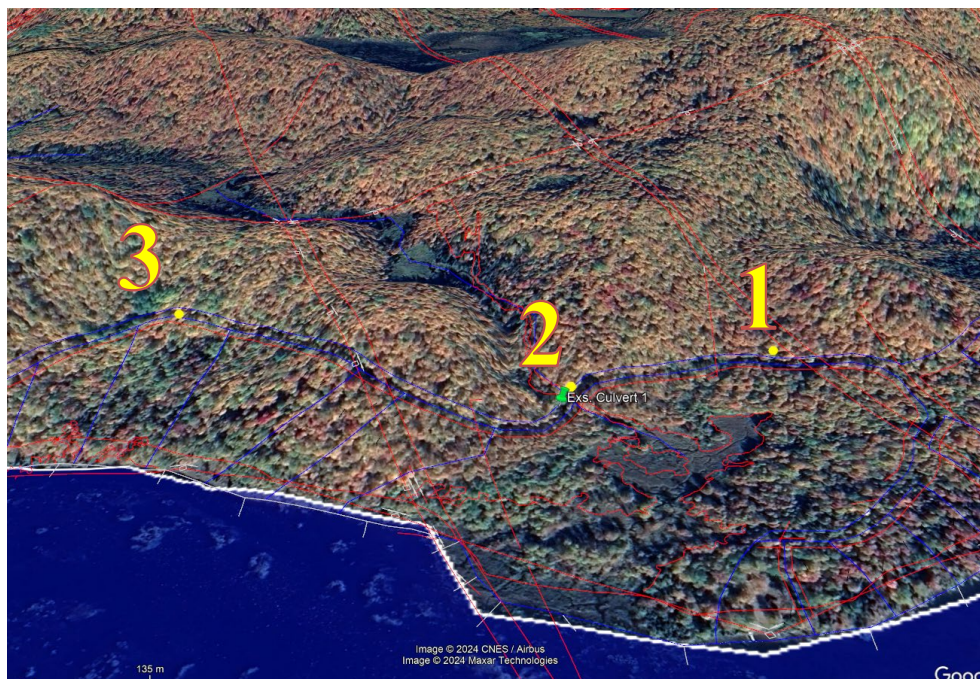 3
1
2
Exs. Culvert 1
Image © 2024 CNES / Airbus
Image © 2024 Maxar Technologies
135 m
Goo